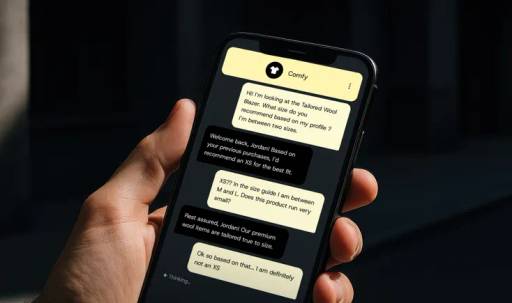 Comfy
Hi! I'm looking at the Tailored Wool
Blazer. What size do you
recommend based on my profile ?
I'm between two sizes.
Welcome back, Jordan! Based on
your previous purchases, I'd
recommend an XS for the best fit.
XS?? In the size guide I am between
M and L. Does this product run very
small?
Rest assured, Jordan! Our premium
wool items are tailored true to size.
Ok so based on that... I am definitely
not an XS
Thinking...